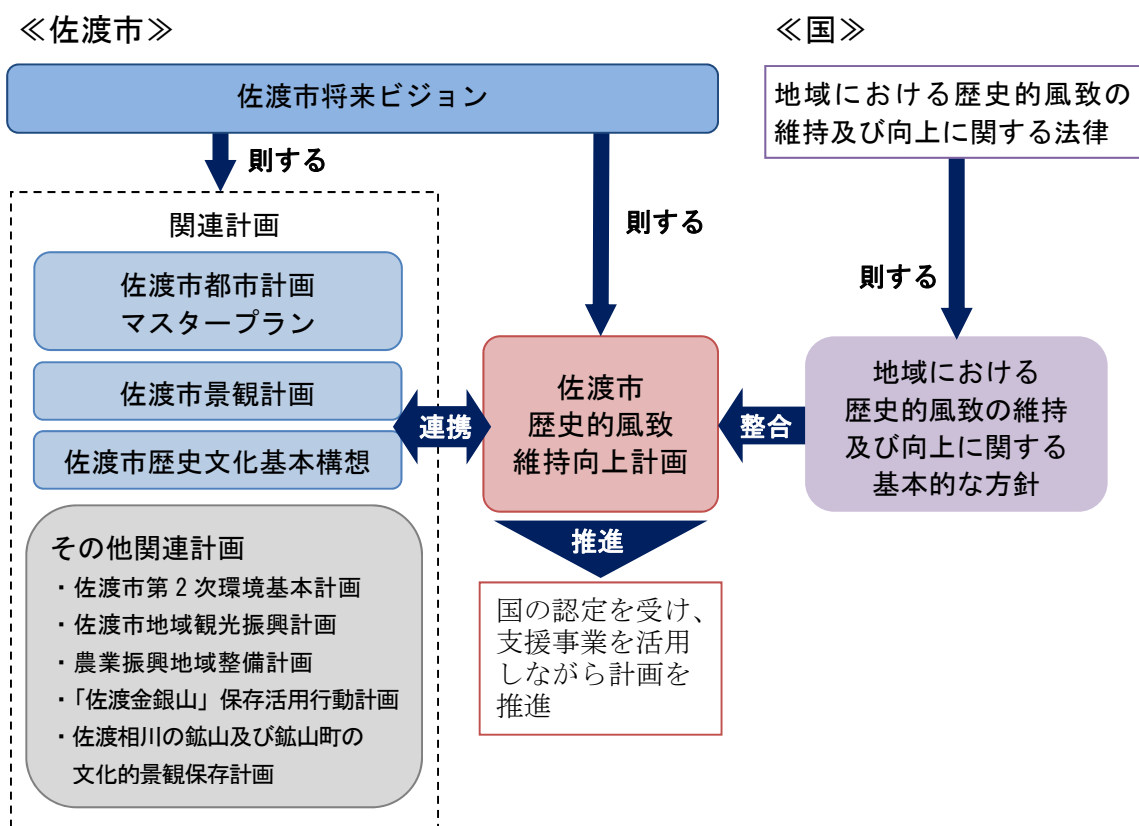 ≪佐渡市≫
≪国≫
佐渡市将来ビジョン
地域における歴史的風致の
維持及び向上に関する法律
則する
則する
則する
関連計画
佐渡市都市計画
マスタープラン
佐渡市景観計画
佐渡市歴史文化基本構想
その他関連計画
・佐渡市第2次環境基本計画
・佐渡市地域観光振興計画
・農業振興地域整備計画
・「佐渡金銀山」保存活用行動計画
・佐渡相川の鉱山及び鉱山町の
文化的景観保存計画
連携
佐渡市
歴史的風致
維持向上計画
整合
地域における
歴史的風致の維持
及び向上に関する
基本的な方針
推進
国の認定を受け、
支援事業を活用
しながら計画を
推進